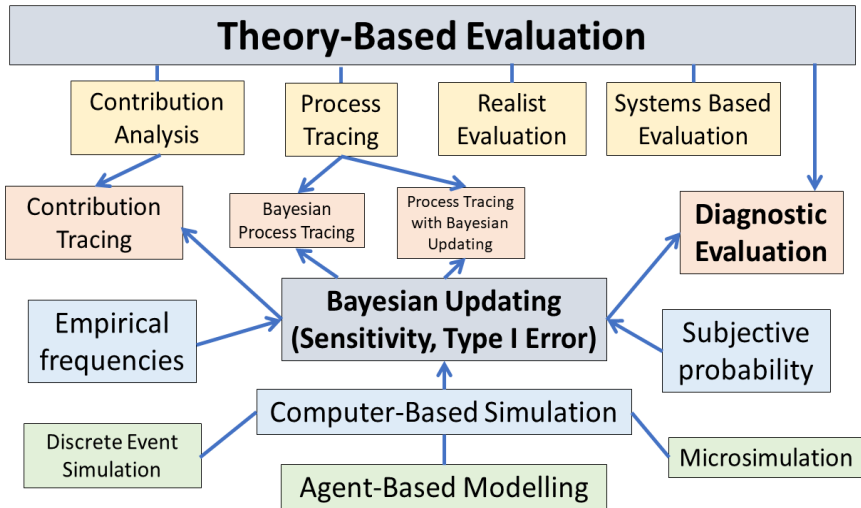 Theory-Based Evaluation
Contribution
Analysis
Process
Tracing
Realist
Evaluation
Systems Based
Evaluation
Contribution
Tracing
Bayesian
Process Tracing
Process Tracing
with Bayesian
Updating
Diagnostic
Evaluation
Bayesian Updating
(Sensitivity, Type I Error)
Empirical
frequencies
Subjective
probability
Computer-Based Simulation
Discrete Event
Simulation
Agent-Based Modelling
Microsimulation